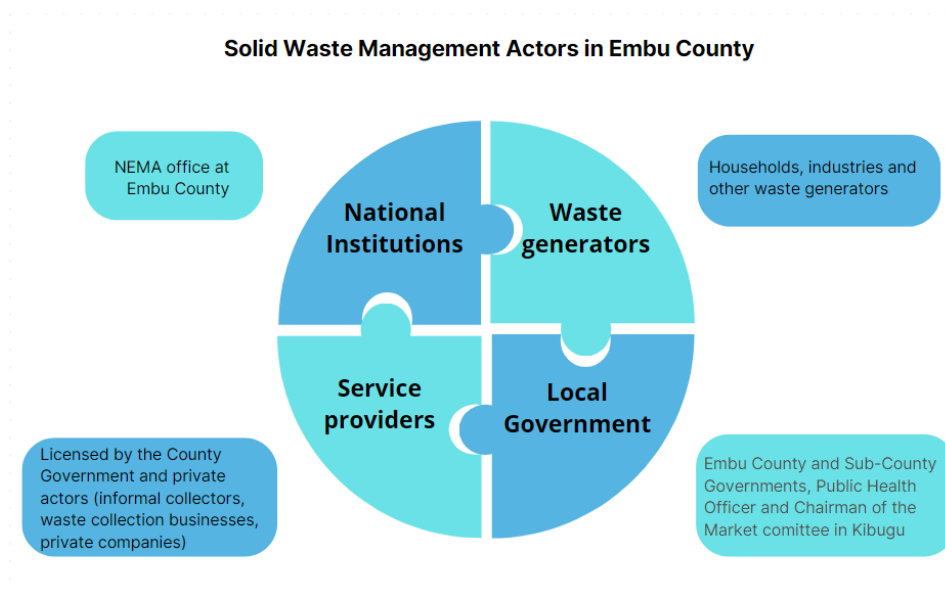 Solid Waste Management Actors in Embu County
NEMA office at
Embu County
National
Institutions
Waste
generators
Households, industries and
other waste generators
Service
providers
Local
Government
Licensed by the County
Government and private
actors (informal collectors,
waste collection businesses,
private companies)
Embu County and Sub-County
Governments, Public Health
Officer and Chairman of the
Market comittee in Kibugu